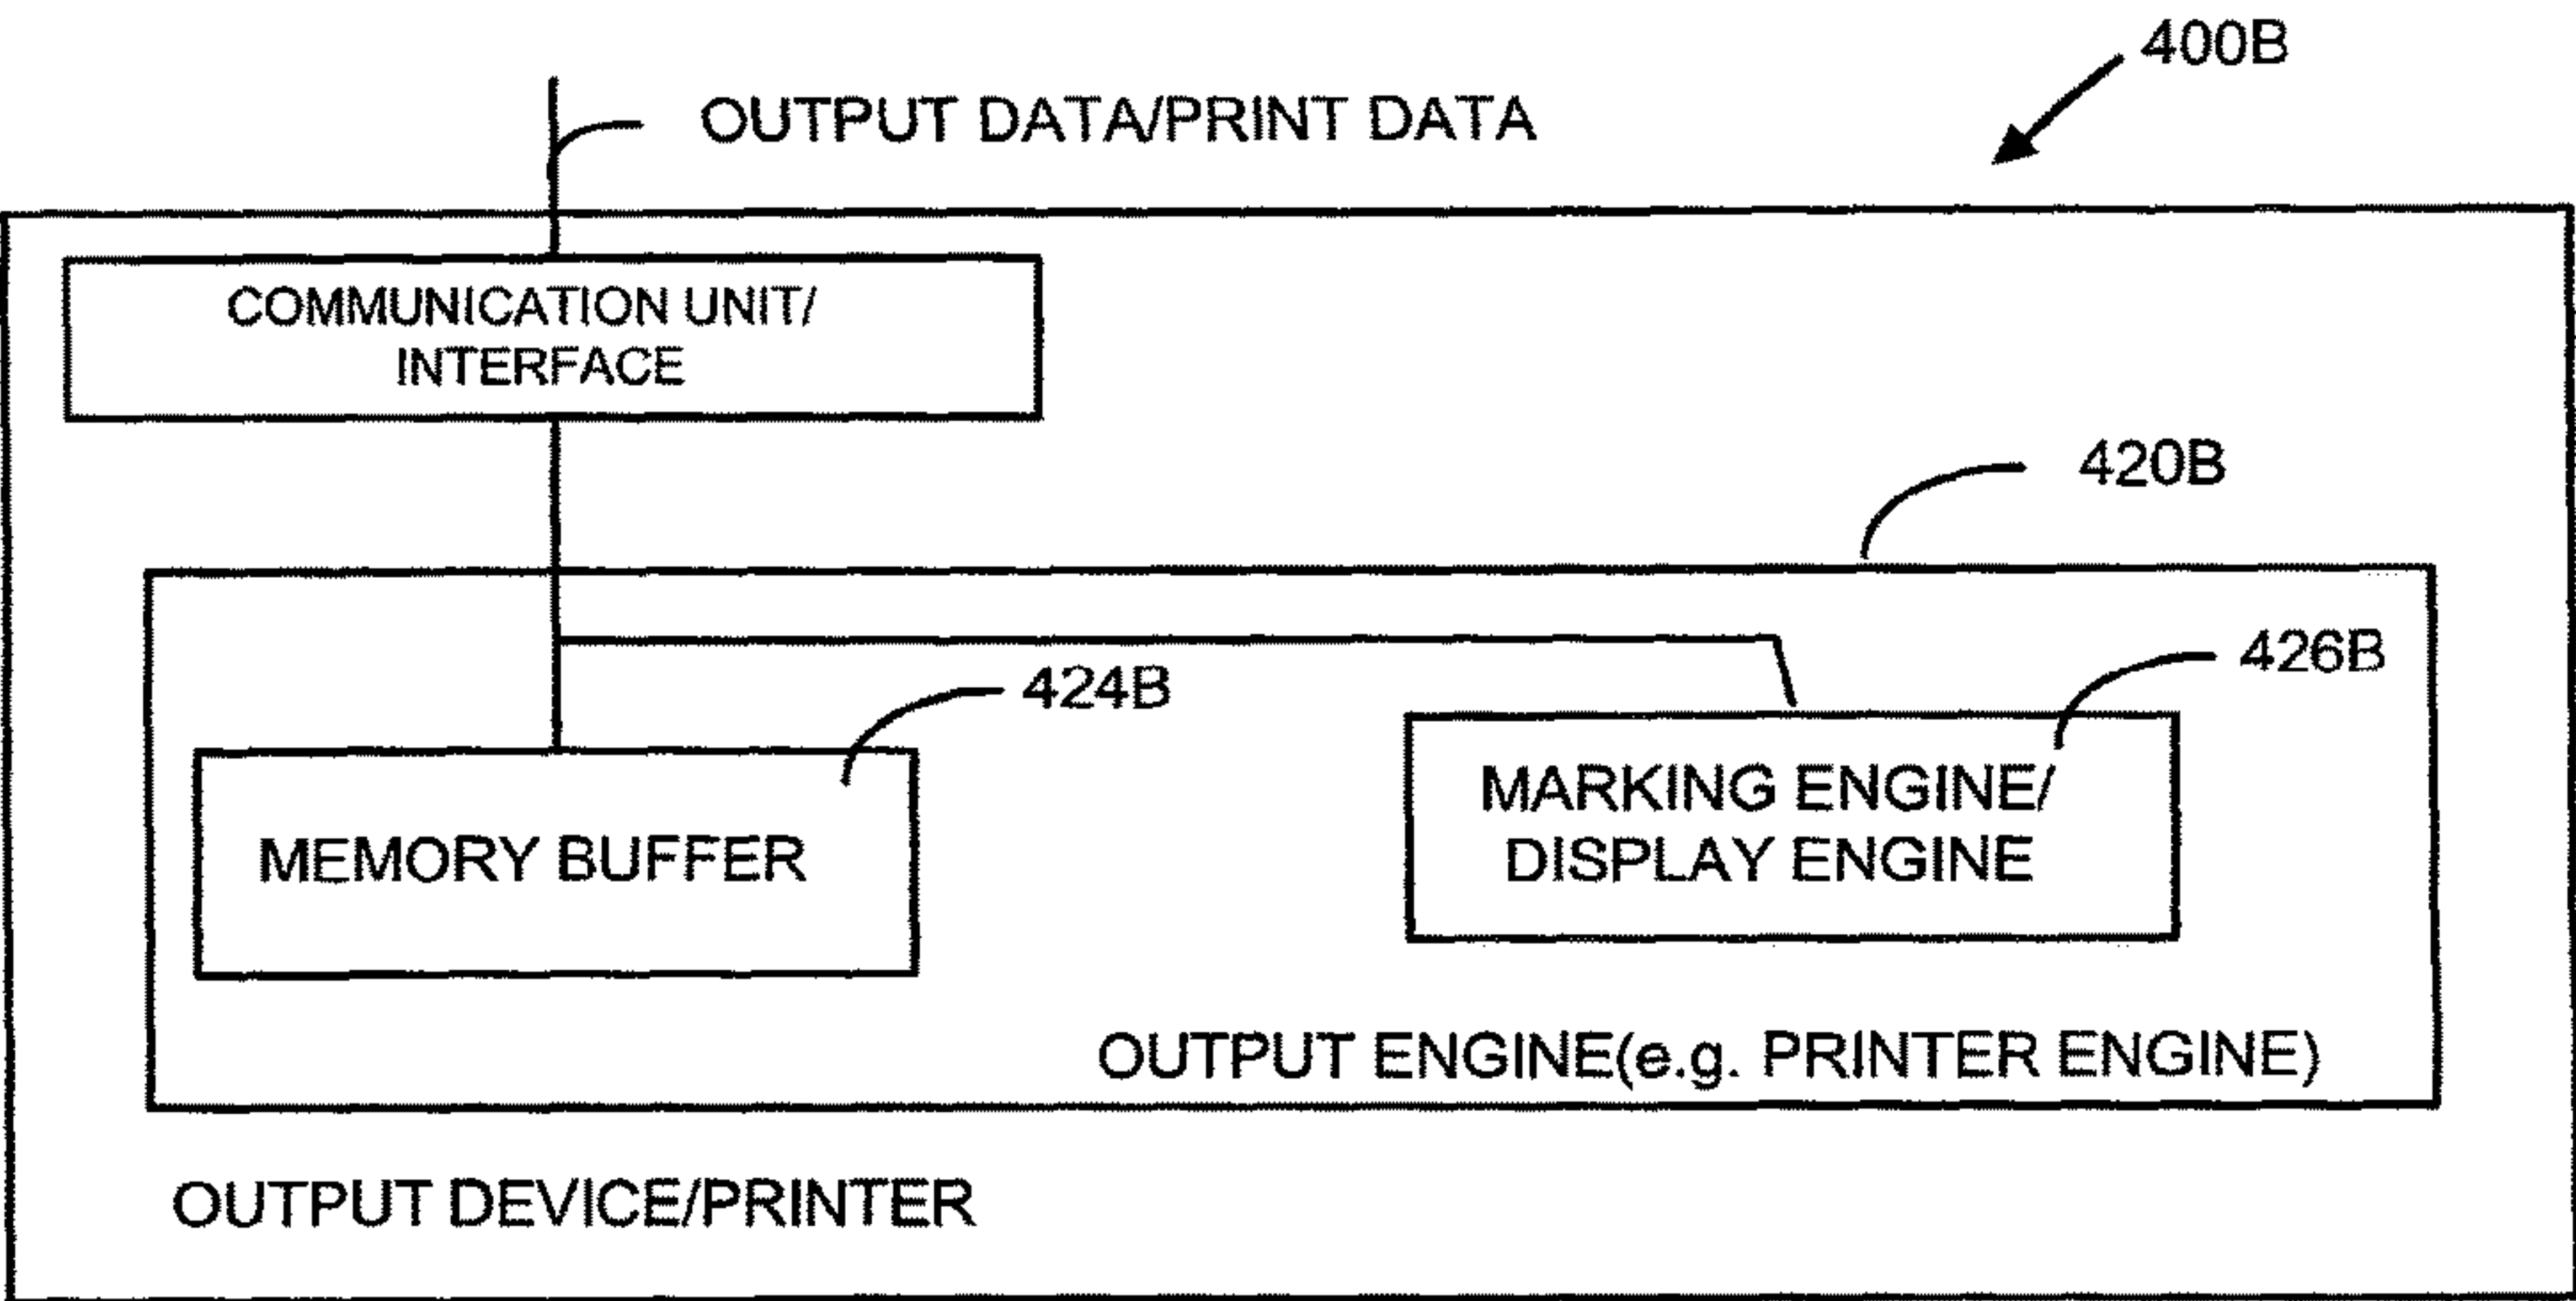 400B
OUTPUT DATA/PRINT DATA
COMMUNICATION UNIT/
INTERFACE
420B
426B
424B
MARKING ENGINE/
DISPLAY ENGINE
MEMORY BUFFER
OUTPUT ENGINE(e.g. PRINTER ENGINE)
OUTPUT DEVICE/PRINTER